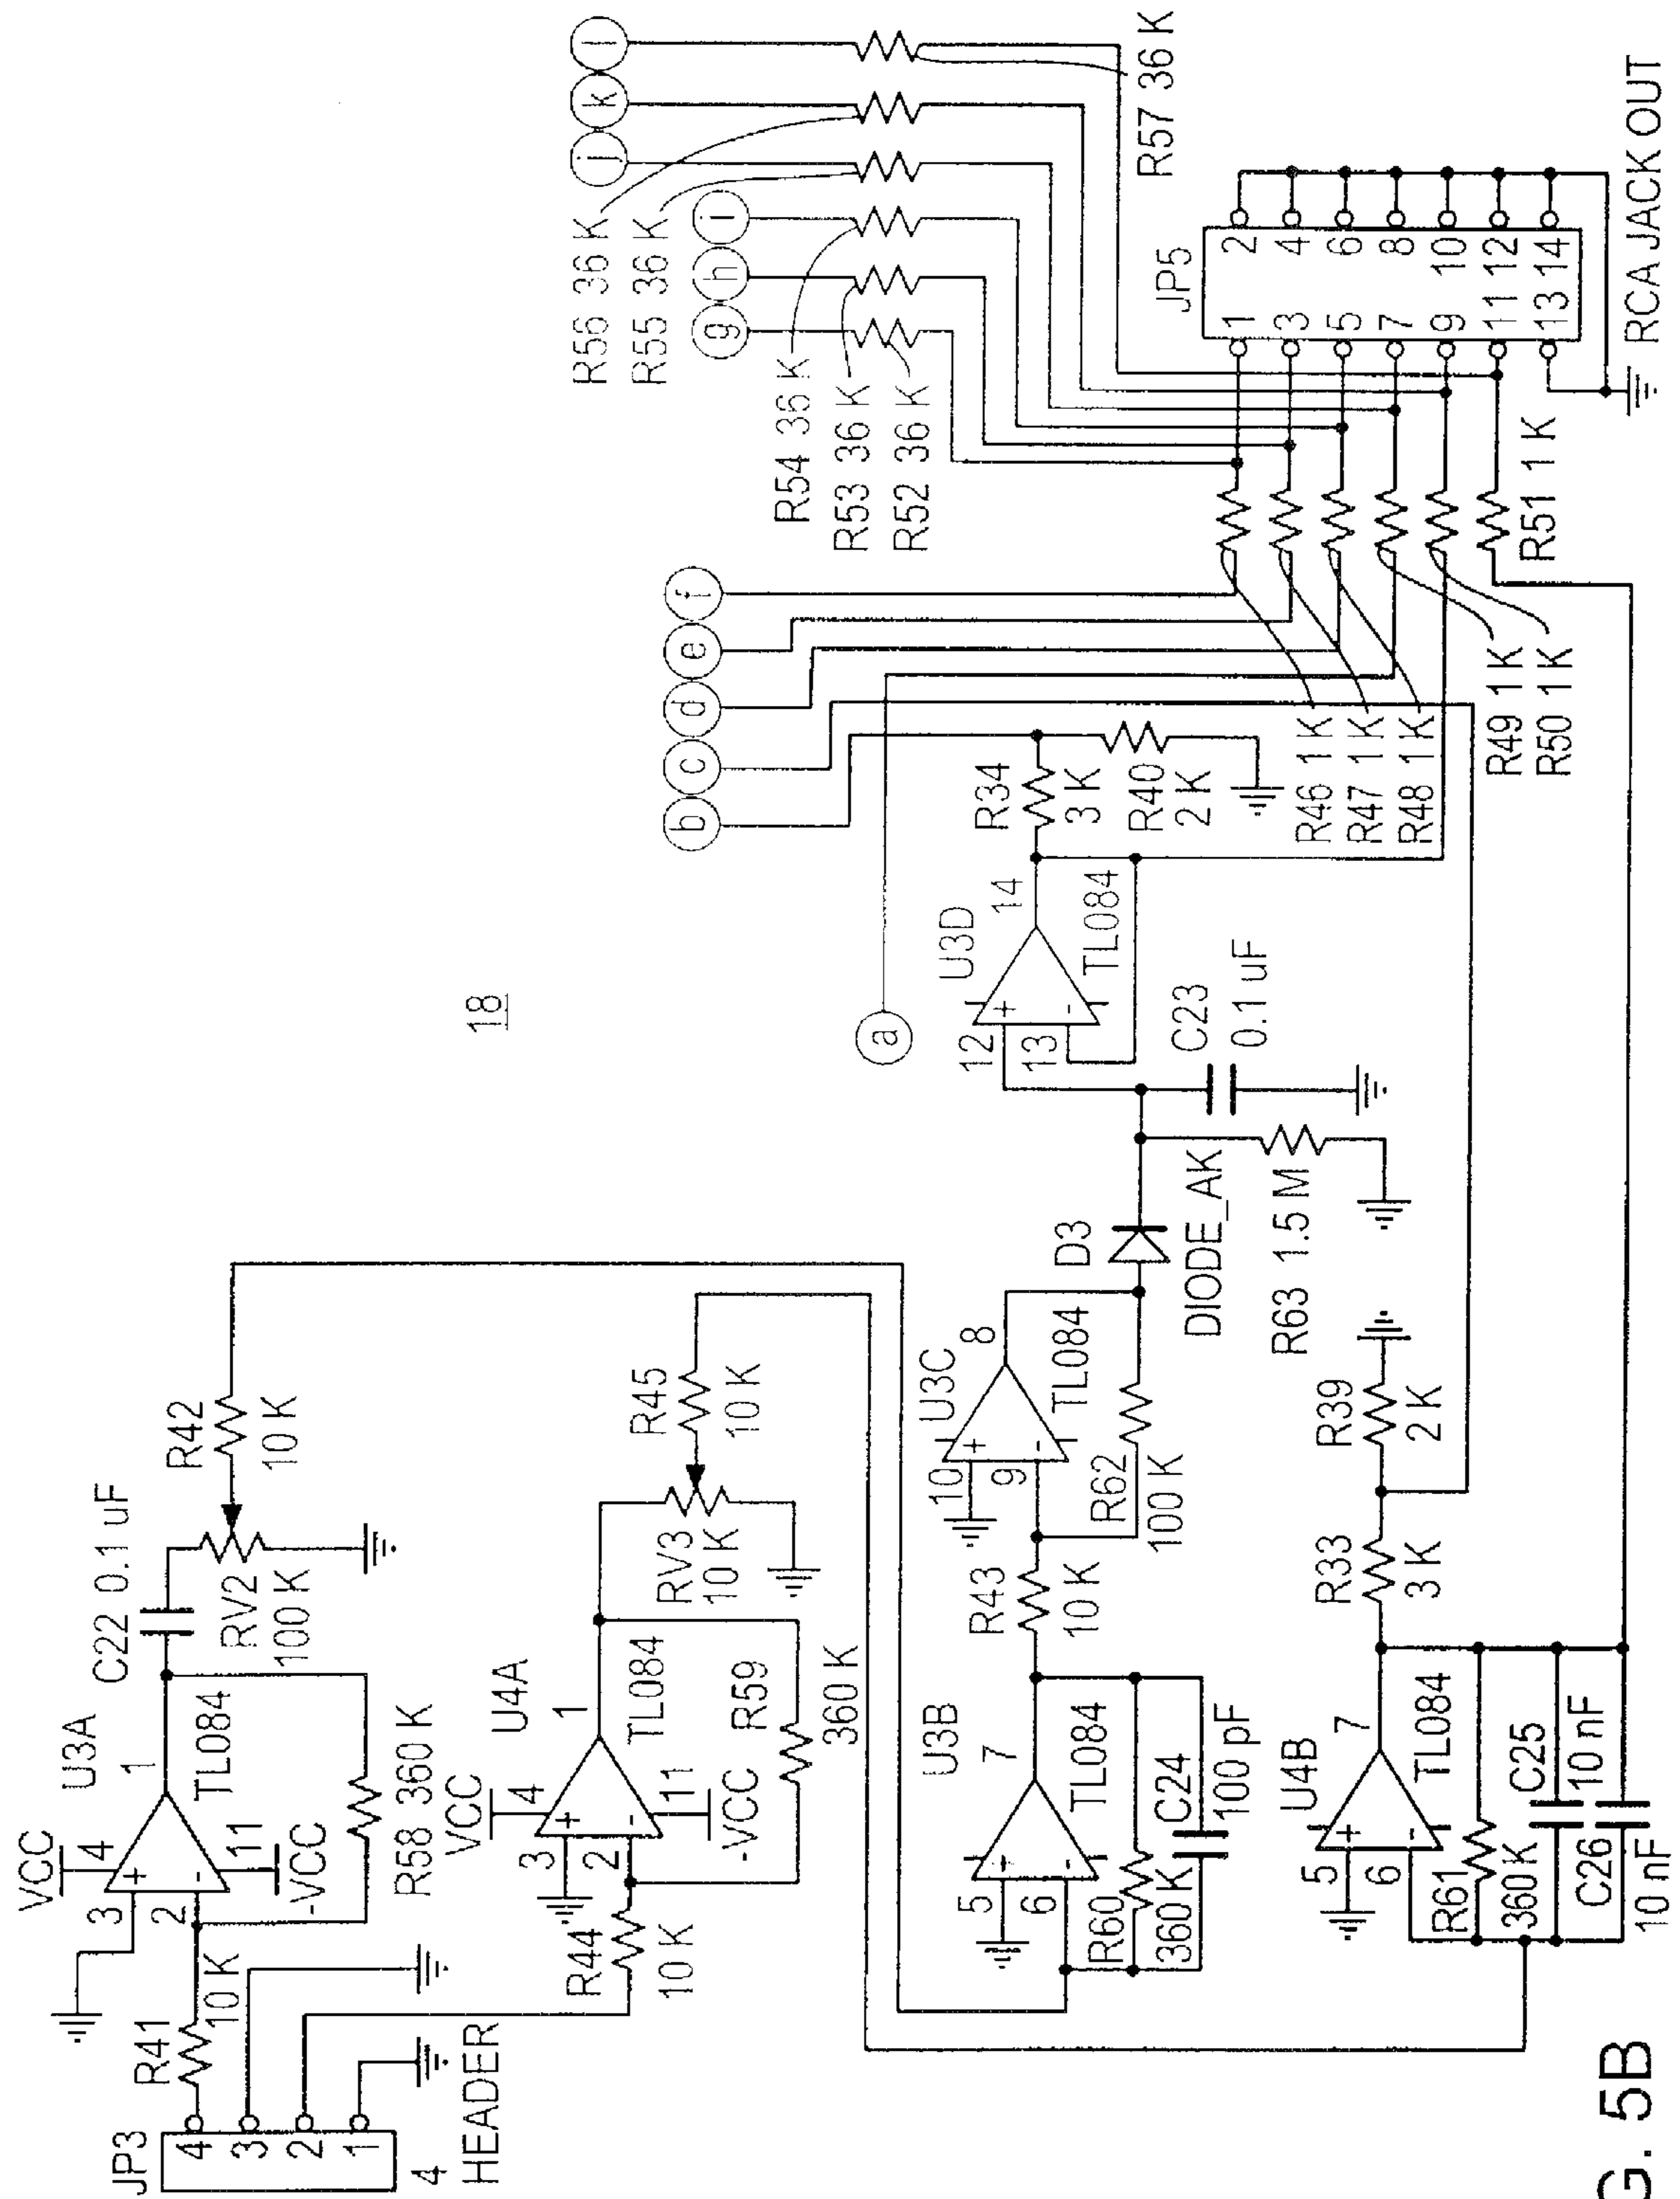 18
JP3
4
3
2
1
4
HEADER
R41
10 K
VCC
U3A
3
4
1
2
11
-VCC
TL084
R58 360 K
C22 0.1 uF
RV2
100 K
R42
10 K
R44
10 K
VCC
U4A
3
4
1
2
11
-VCC
TL084
R59
360 K
RV3
10 K
R45
10 K
U3B
5
7
6
TL084
R60
360 K
C24
100 pF
R43
10 K
U3C
10
8
9
TL084
R62
100 K
D3
DIODE_AK
R63 1.5 M
C23
0.1 uF
U3D
12
14
13
TL084
R34
3 K
R40
2 K
U4B
5
7
6
TL084
R61
360 K
C25
10 nF
C26
10 nF
R33
3 K
R39
2 K
a
b
c
d
e
f
g
h
i
j
k
l
R56 36 K
R55 36 K
R54 36 K
R53 36 K
R52 36 K
R57 36 K
R46 1 K
R47 1 K
R48 1 K
R49 1 K
R50 1 K
R51 1 K
JP5
1 2
3 4
5 6
7 8
9 10
11 12
13 14
RCA JACK OUT
G. 5B